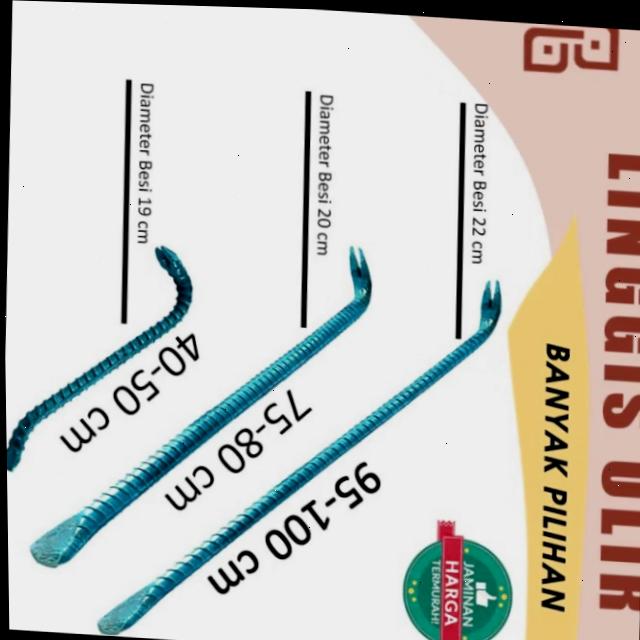 LINGGIS ULIR
BANYAK PILIHAN
Diameter Besi 22 cm
Diameter Besi 20 cm
Diameter Besi 19 cm
95-100 cm
75-80 cm
40-50 cm
JAMINAN
HARGA
TERMURAH!